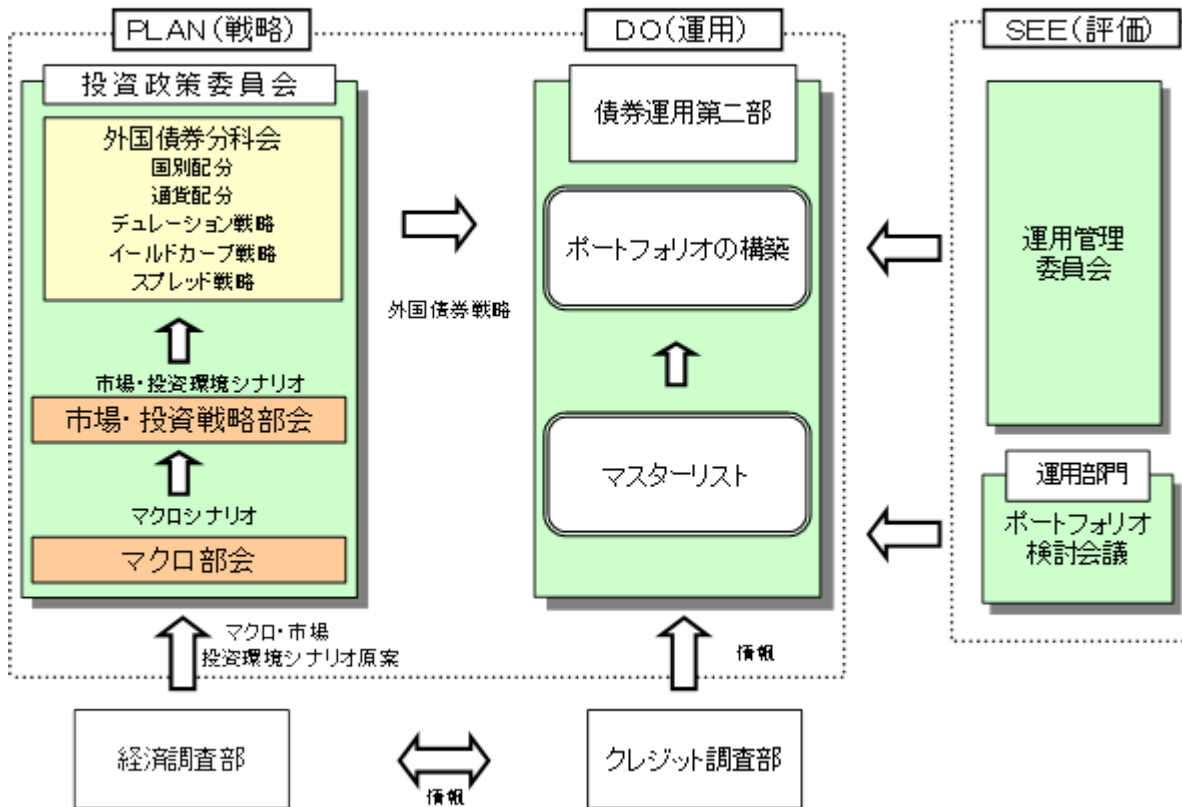 PLAN(戦略)
投資政策委員会
外国債券分科会
国別配分
通貨配分
デュレーション戦略
イールドカーブ戦略
スプレッド戦略
市場・投資環境シナリオ
市場・投資戦略部会
マクロシナリオ
マクロ部会
マクロ・市場
投資環境シナリオ原案
経済調査部
外国債券戦略
DO(運用)
債券運用第二部
ポートフォリオの構築
マスターリスト
情報
クレジット調査部
情報
SEE(評価)
運用管理
委員会
運用部門
ポートフォリオ
検討会議